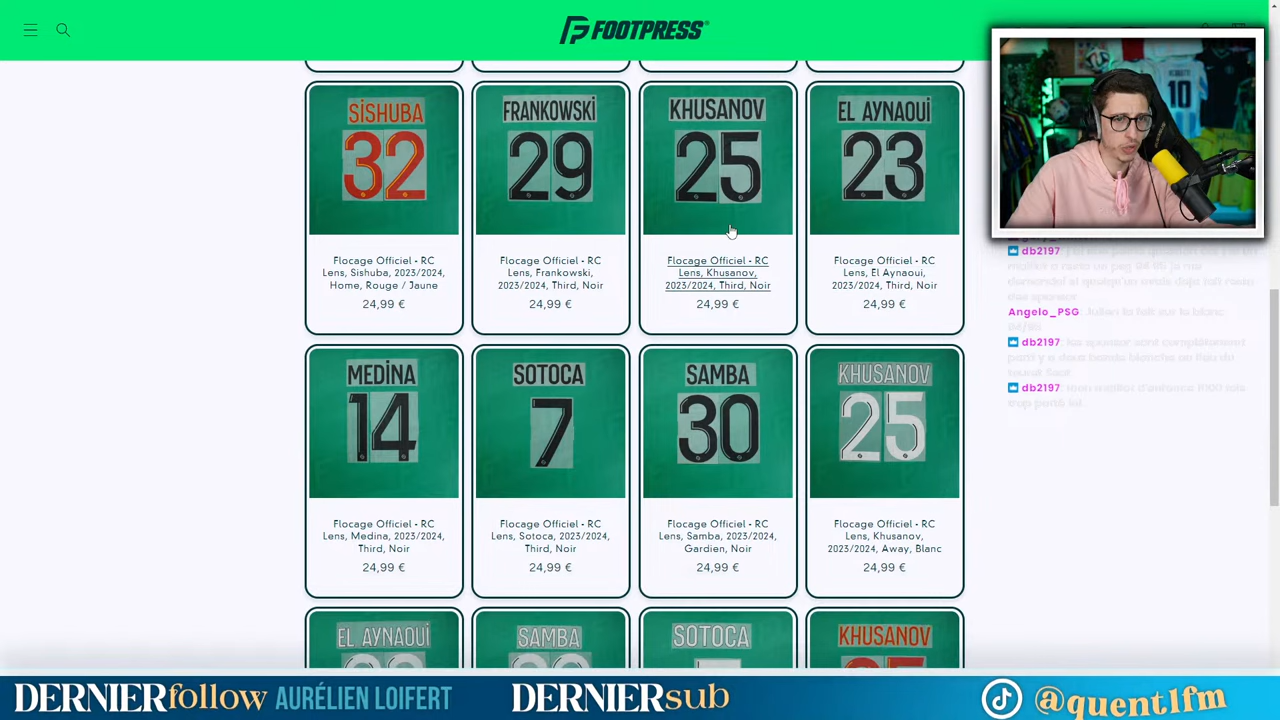 FOOTPRESS
SISHUBA
32
FRANKOWSKI
29
KHUSANOV
25
EL AYNAOUI
23
Flocage Officiel - RC
Lens, Sishuba, 2023/2024,
Home, Rouge / Jaune
24,99 €
Flocage Officiel - RC
Lens, Frankowski,
2023/2024, Third, Noir
24,99 €
Flocage Officiel - RC
Lens, Khusanov,
2023/2024, Third, Noir
24,99 €
Flocage Officiel - RC
Lens, El Aynaoui,
2023/2024, Third, Noir
24,99 €
MEDINA
14
SOTOCA
7
SAMBA
30
KHUSANOV
25
Flocage Officiel - RC
Lens, Medina, 2023/2024,
Third, Noir
24,99 €
Flocage Officiel - RC
Lens, Sotoca, 2023/2024,
Third, Noir
24,99 €
Flocage Officiel - RC
Lens, Samba, 2023/2024,
Gardien, Noir
24,99 €
Flocage Officiel - RC
Lens, Khusanov,
2023/2024, Away, Blanc
24,99 €
EL AYNAOUI
SAMBA
SOTOCA
KHUSANOV
10
db2197
Angelo_PSG
db2197
db2197
DERNIERfollow AURÉLIEN LOIFERT
DERNIERsub
@quent1fm